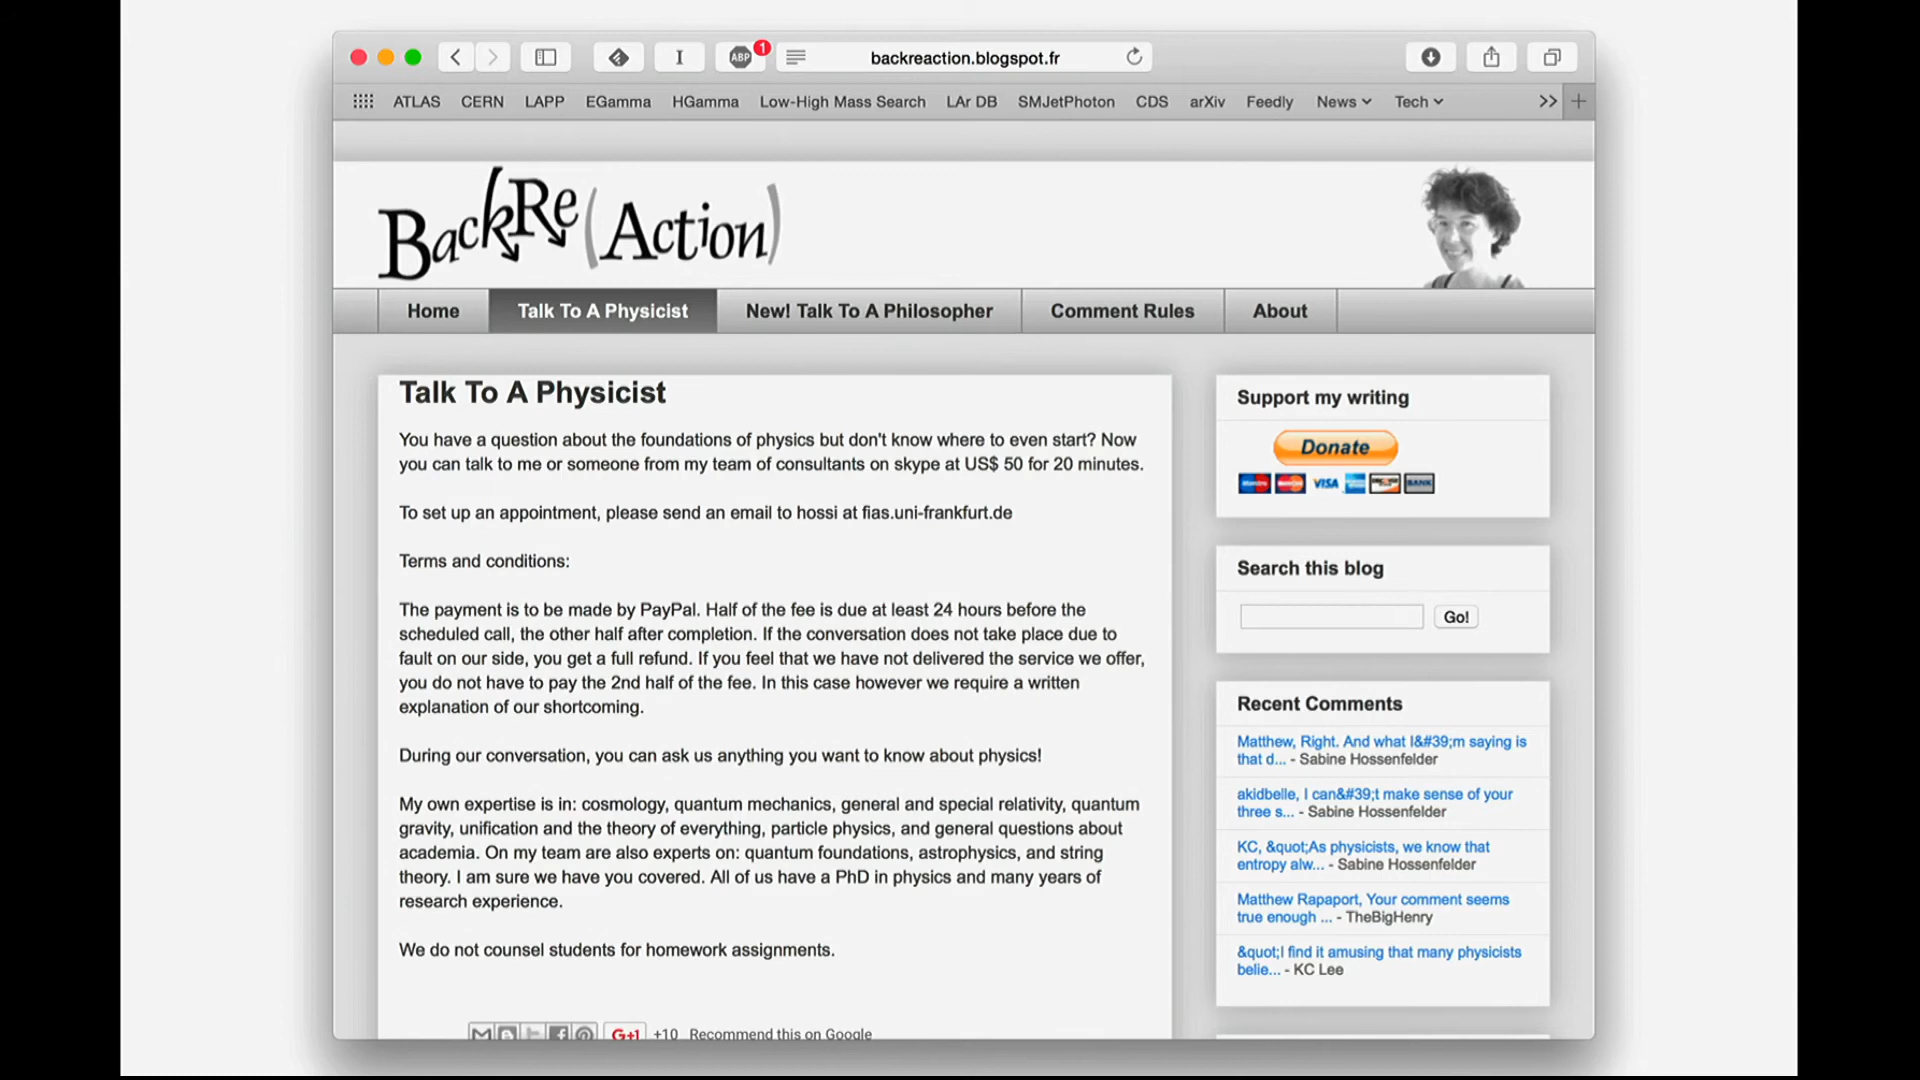 ABP
1
backreaction.blogspot.fr
ATLAS CERN LAPP EGamma HGamma Low-High Mass Search LAr DB SMJetPhoton CDS arXiv Feedly News Tech
BackRe(Action)
Home Talk To A Physicist New! Talk To A Philosopher Comment Rules About
Talk To A Physicist
You have a question about the foundations of physics but don't know where to even start? Now
you can talk to me or someone from my team of consultants on skype at US$ 50 for 20 minutes.
To set up an appointment, please send an email to hossi at fias.uni-frankfurt.de
Terms and conditions:
The payment is to be made by PayPal. Half of the fee is due at least 24 hours before the
scheduled call, the other half after completion. If the conversation does not take place due to
fault on our side, you get a full refund. If you feel that we have not delivered the service we offer,
you do not have to pay the 2nd half of the fee. In this case however we require a written
explanation of our shortcoming.
During our conversation, you can ask us anything you want to know about physics!
My own expertise is in: cosmology, quantum mechanics, general and special relativity, quantum
gravity, unification and the theory of everything, particle physics, and general questions about
academia. On my team are also experts on: quantum foundations, astrophysics, and string
theory. I am sure we have you covered. All of us have a PhD in physics and many years of
research experience.
We do not counsel students for homework assignments.
G+1 +10 Recommend this on Google
Support my writing
Donate
VISA
BANK
Search this blog
Go!
Recent Comments
Matthew, Right. And what I&#39;m saying is
that d... - Sabine Hossenfelder
akidbelle, I can&#39;t make sense of your
three s... - Sabine Hossenfelder
KC, &quot;As physicists, we know that
entropy alw... - Sabine Hossenfelder
Matthew Rapaport, Your comment seems
true enough ... - TheBigHenry
&quot;I find it amusing that many physicists
belie... - KC Lee